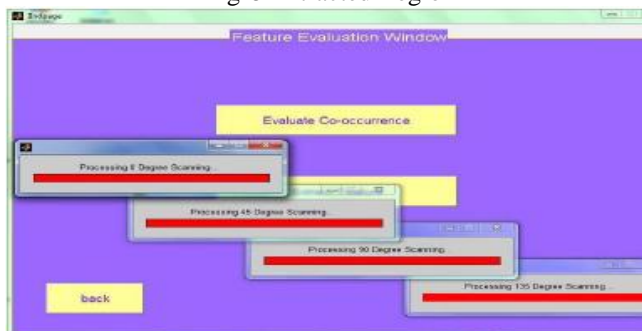 Feature Evaluation Window
Evaluate Co-occurrence
Processing 0 Degree Scanning...
Processing 45 Degree Scanning...
Processing 90 Degree Scanning...
Processing 135 Degree Scanning...
back